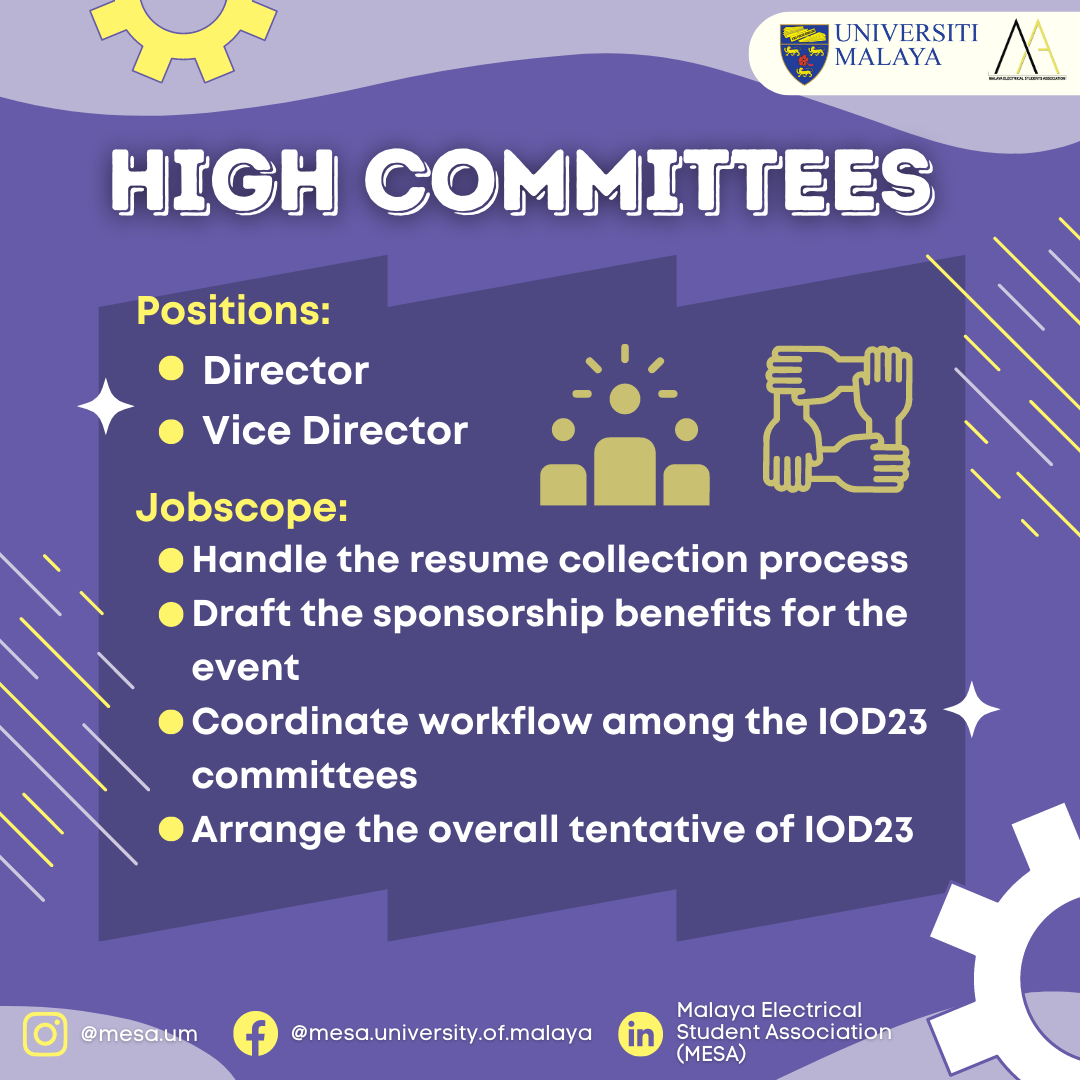 UNIVERSITI
MALAYA
MALAYA ELECTRICAL STUDENTS ASSOCIATION
HIGH COMMITTEES
Positions:
Director
Vice Director
Jobscope:
Handle the resume collection process
Draft the sponsorship benefits for the
event
Coordinate workflow among the IOD23
committees
Arrange the overall tentative of IOD23
@mesa.um
@mesa.university.of.malaya
in
Malaya Electrical
Student Association
(MESA)